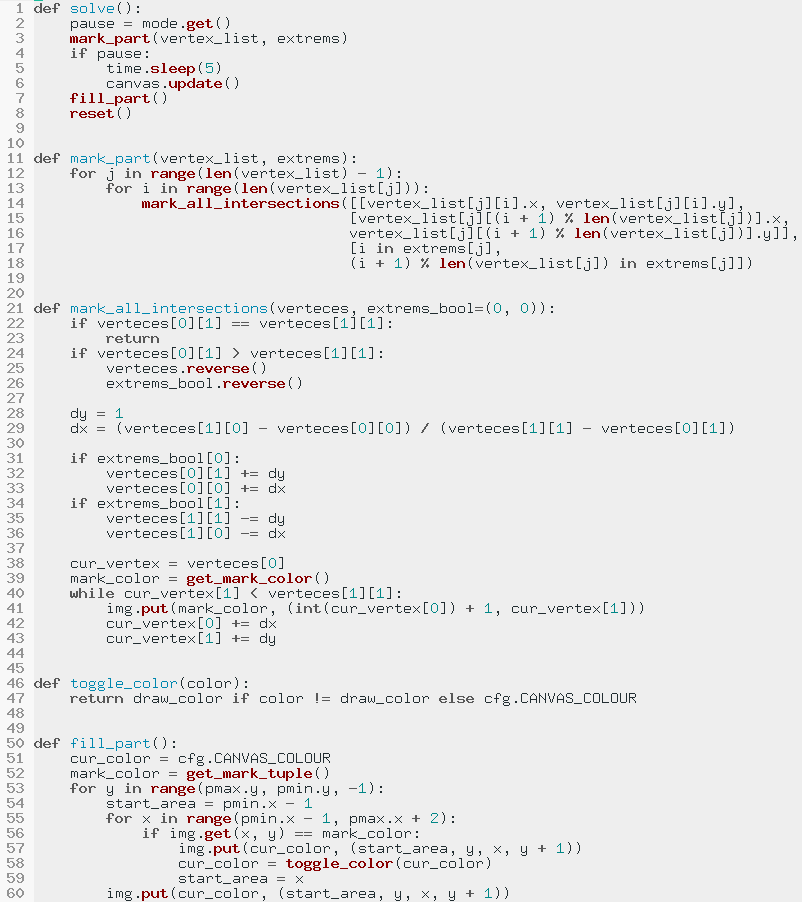 1 def solve():
2     pause = mode.get()
3     mark_part(vertex_list, extrems)
4     if pause:
5         time.sleep(5)
6         canvas.update()
7     fill_part()
8     reset()
9
10
11 def mark_part(vertex_list, extrems):
12     for j in range(len(vertex_list) - 1):
13         for i in range(len(vertex_list[j])):
14             mark_all_intersections([[vertex_list[j][i].x, vertex_list[j][i].y],
15                                    [vertex_list[j][(i + 1) % len(vertex_list[j])].x,
16                                    vertex_list[j][(i + 1) % len(vertex_list[j])].y]],
17                                    [i in extrems[j],
18                                    (i + 1) % len(vertex_list[j]) in extrems[j]])
19
20
21 def mark_all_intersections(verteces, extrems_bool=(0, 0)):
22     if verteces[0][1] == verteces[1][1]:
23         return
24     if verteces[0][1] > verteces[1][1]:
25         verteces.reverse()
26         extrems_bool.reverse()
27
28     dy = 1
29     dx = (verteces[1][0] - verteces[0][0]) / (verteces[1][1] - verteces[0][1])
30
31     if extrems_bool[0]:
32         verteces[0][1] += dy
33         verteces[0][0] += dx
34     if extrems_bool[1]:
35         verteces[1][1] -= dy
36         verteces[1][0] -= dx
37
38     cur_vertex = verteces[0]
39     mark_color = get_mark_color()
40     while cur_vertex[1] < verteces[1][1]:
41         img.put(mark_color, (int(cur_vertex[0]) + 1, cur_vertex[1]))
42         cur_vertex[0] += dx
43         cur_vertex[1] += dy
44
45
46 def toggle_color(color):
47     return draw_color if color != draw_color else cfg.CANVAS_COLOUR
48
49
50 def fill_part():
51     cur_color = cfg.CANVAS_COLOUR
52     mark_color = get_mark_tuple()
53     for y in range(pmax.y, pmin.y, -1):
54         start_area = pmin.x - 1
55         for x in range(pmin.x - 1, pmax.x + 2):
56             if img.get(x, y) == mark_color:
57                 img.put(cur_color, (start_area, y, x, y + 1))
58                 cur_color = toggle_color(cur_color)
59                 start_area = x
60         img.put(cur_color, (start_area, y, x, y + 1))